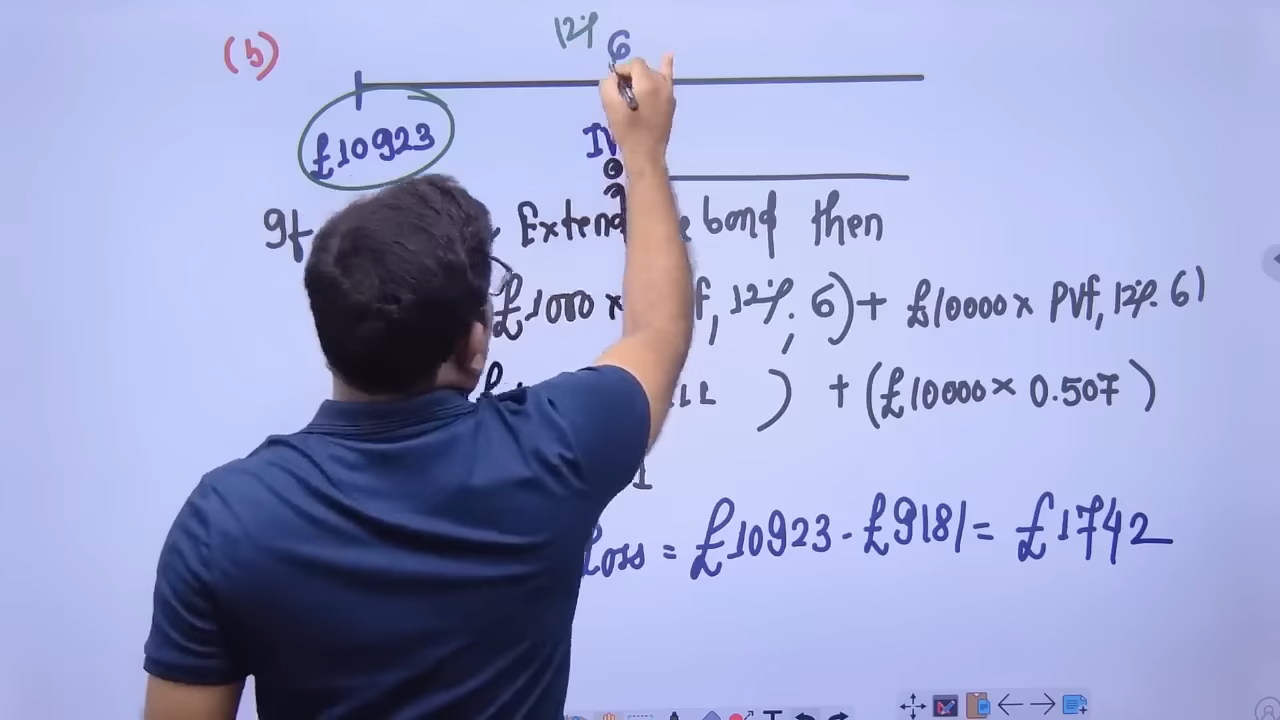 (b)
12% 6
£10923
IV
If Extend bond then
£1000 x f, 12%, 6) + £10000 x PVf, 12%. 6)
) + (£10000 x 0.507)
Loss = £10923 - £9181 = £1742